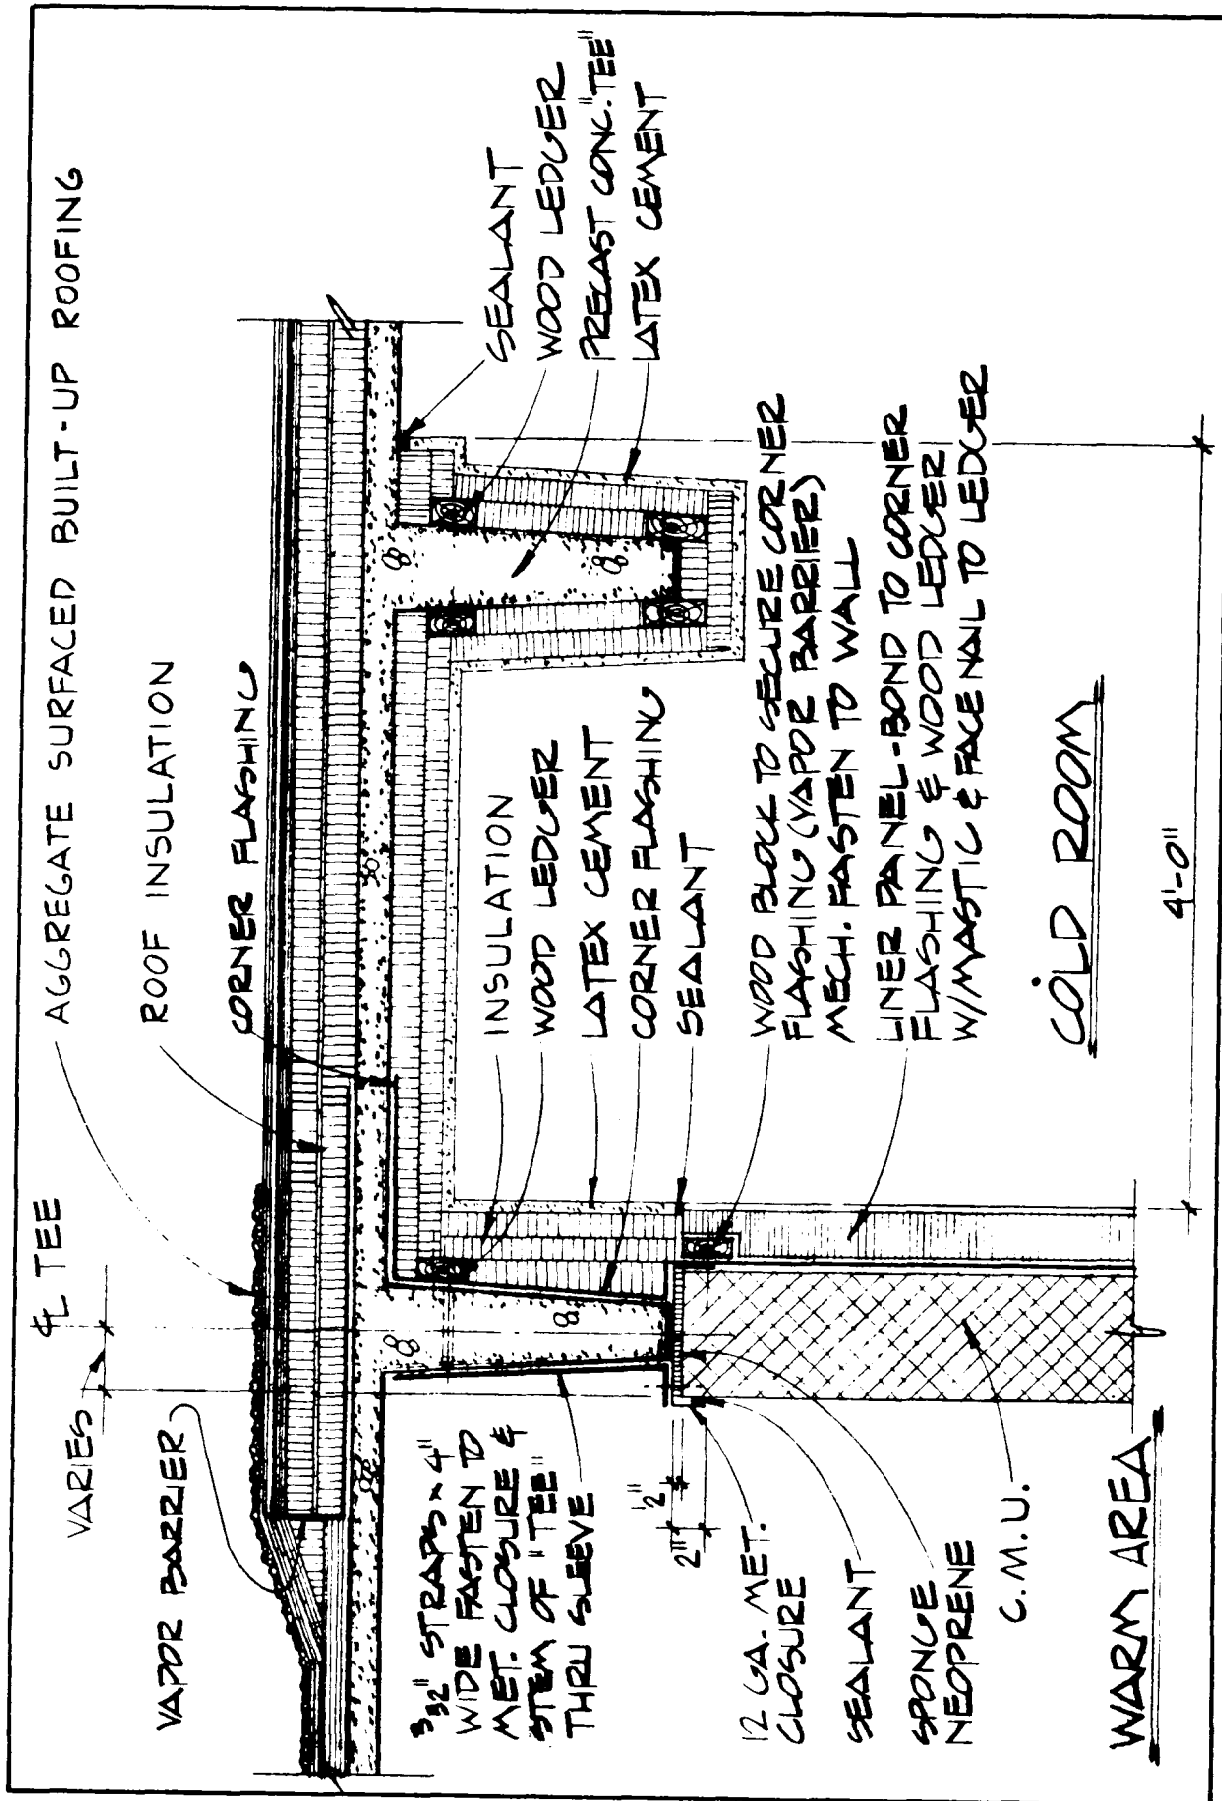 AGGREGATE SURFACED BUILT-UP ROOFING
ROOF INSULATION
CORNER FLASHING
℄ TEE
VARIES
VAPOR BARRIER
SEALANT
WOOD LEDGER
PRECAST CONC. "TEE"
LATEX CEMENT
3/32" STRAPS x 4"
WIDE FASTEN TO
MET. CLOSURE &
STEM OF "TEE"
THRU SLEEVE
INSULATION
WOOD LEDGER
LATEX CEMENT
CORNER FLASHING
SEALANT
WOOD BLOCK TO SECURE CORNER
FLASHING (VAPOR BARRIER)
MECH. FASTEN TO WALL
LINER PANEL-BOND TO CORNER
FLASHING & WOOD LEDGER
W/MASTIC & FACE NAIL TO LEDGER
1/2"
2"
12 GA. MET.
CLOSURE
SEALANT
SPONGE
NEOPRENE
C.M.U.
WARM AREA
COLD ROOM
4'-0"